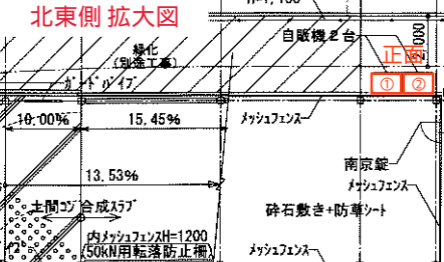 北東側 拡大図
自販機2台
正面
緑化
(別途工事)
ガードパイプ
① ②
10.00%
15.45%
メッシュフェンス
南京錠
13.53%
メッシュフェンス
土間コン合成スラブ
砕石敷き+防草シート
内メッシュフェンスH=1200
(50kN用転落防止柵)
メッシュフェンス